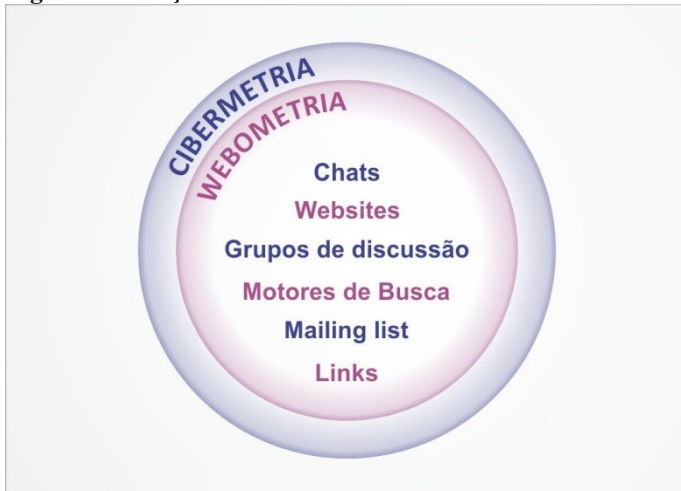 CIBERMETRIA
WEBOMETRIA
Chats
Websites
Grupos de discussão
Motores de Busca
Mailing list
Links